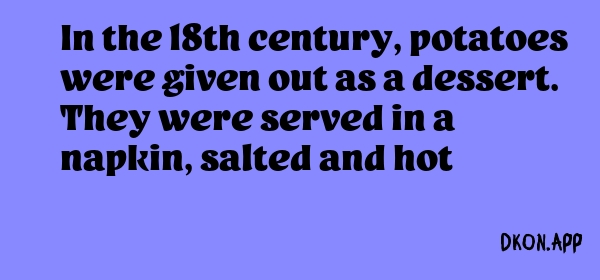 In the 18th century, potatoes
were given out as a dessert.
They were served in a
napkin, salted and hot
DKON.APP